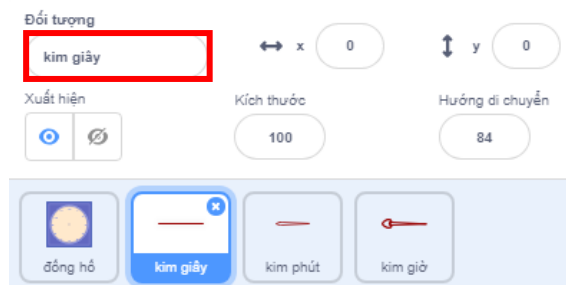 Đối tượng
kim giây
x 0
y 0
Xuất hiện
Kích thước
Hướng di chuyển
100
84
đồng hồ
kim giây
kim phút
kim giờ